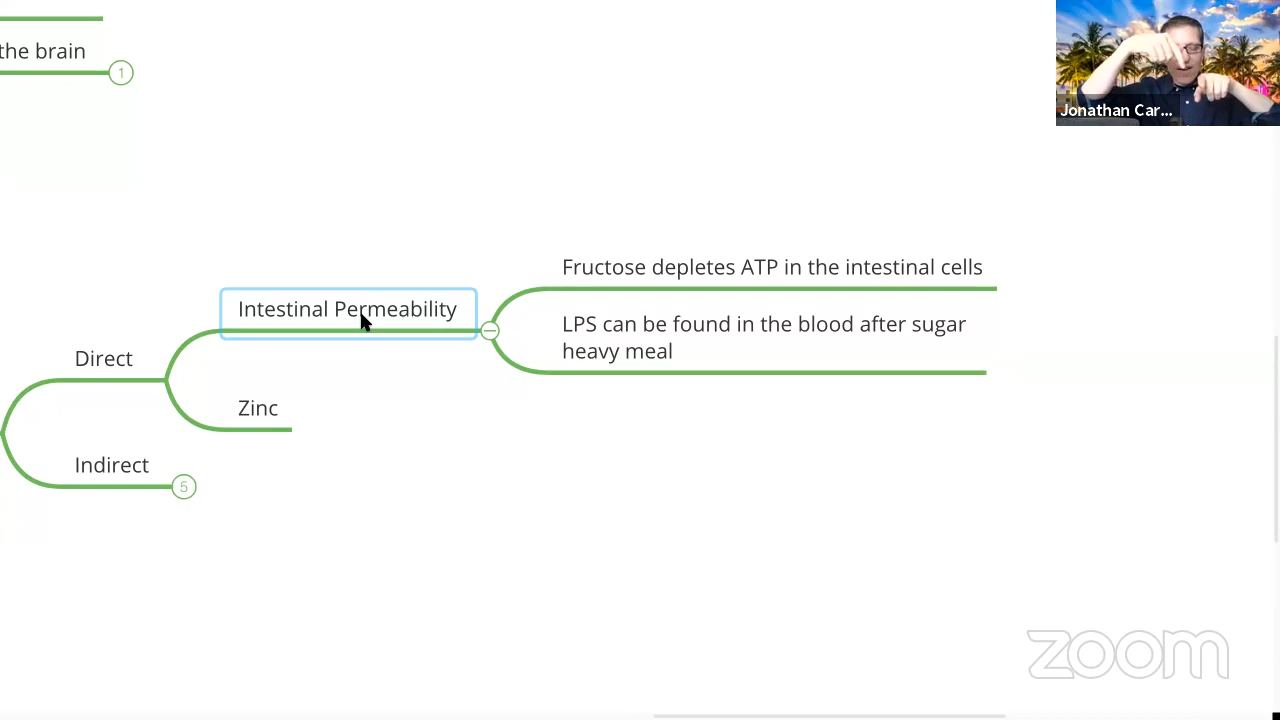 the brain
1
Jonathan Car...
Fructose depletes ATP in the intestinal cells
Intestinal Permeability
LPS can be found in the blood after sugar
heavy meal
Direct
Zinc
Indirect
5
zoom